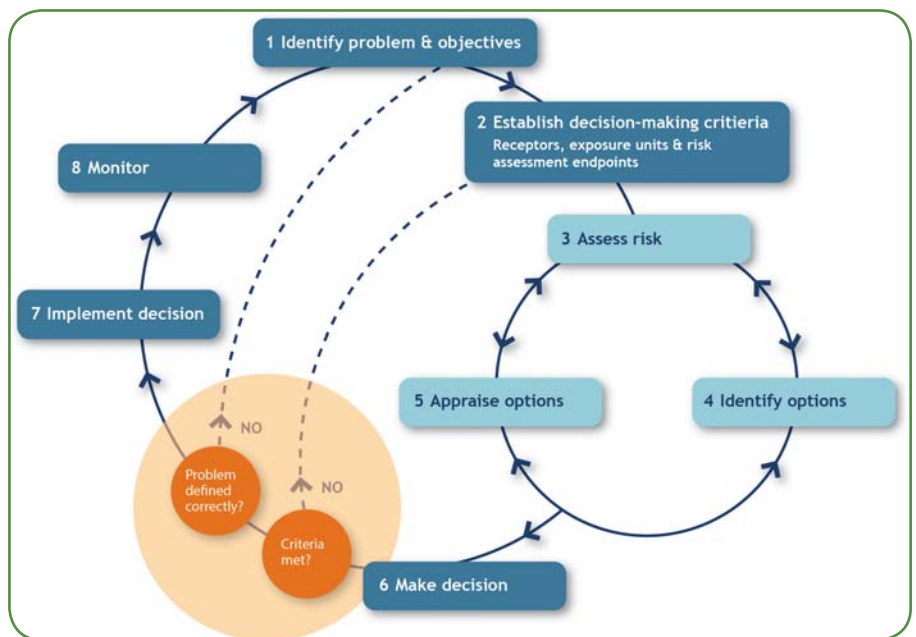 1 Identify problem & objectives
2 Establish decision-making critieria
Receptors, exposure units & risk
assessment endpoints
8 Monitor
3 Assess risk
7 Implement decision
5 Appraise options
4 Identify options
NO
Problem
defined
correctly?
NO
Criteria
met?
6 Make decision